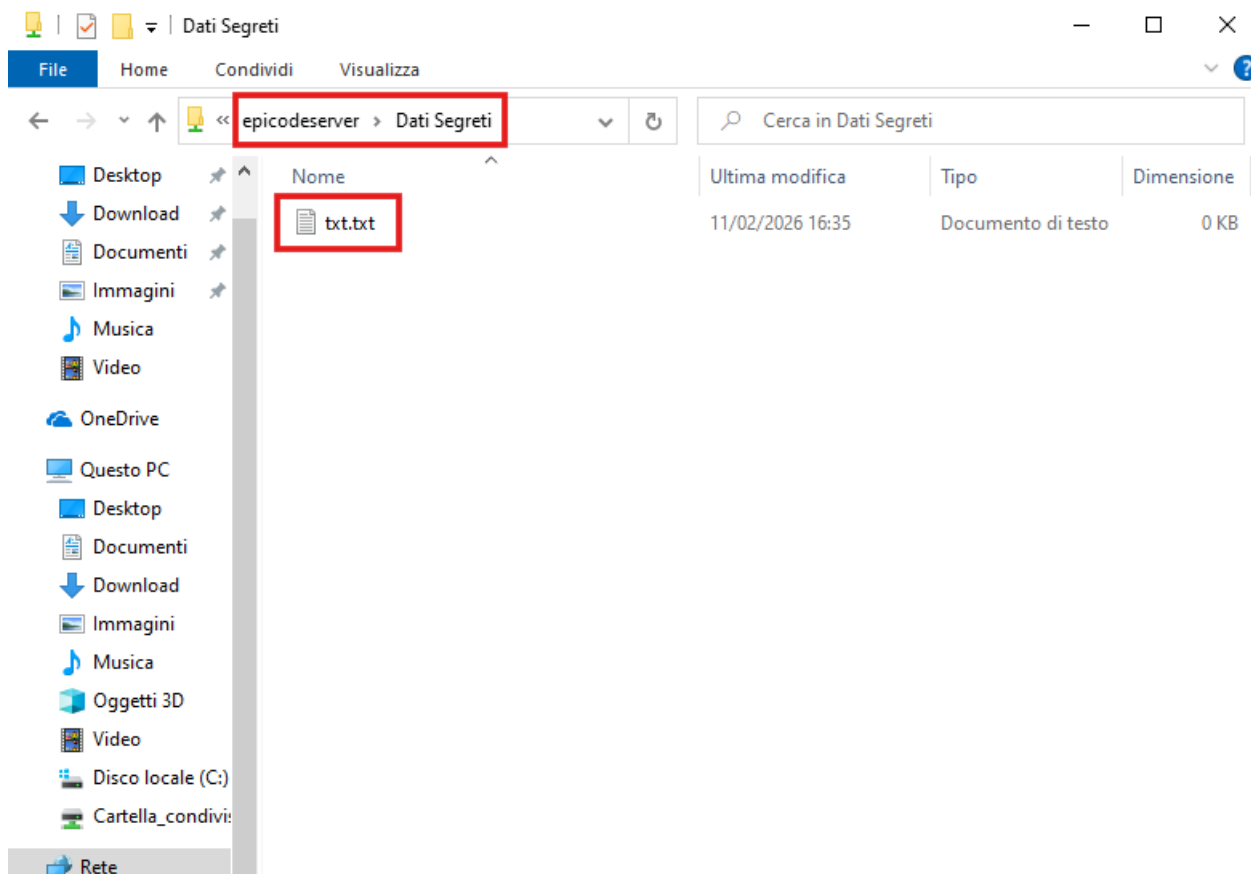 Dati Segreti
File Home Condividi Visualizza
« epicodeserver › Dati Segreti Cerca in Dati Segreti
Desktop
Download
Documenti
Immagini
Musica
Video
OneDrive
Questo PC
Desktop
Documenti
Download
Immagini
Musica
Oggetti 3D
Video
Disco locale (C:)
Cartella_condivi
Rete
Nome Ultima modifica Tipo Dimensione
txt.txt 11/02/2026 16:35 Documento di testo 0 KB